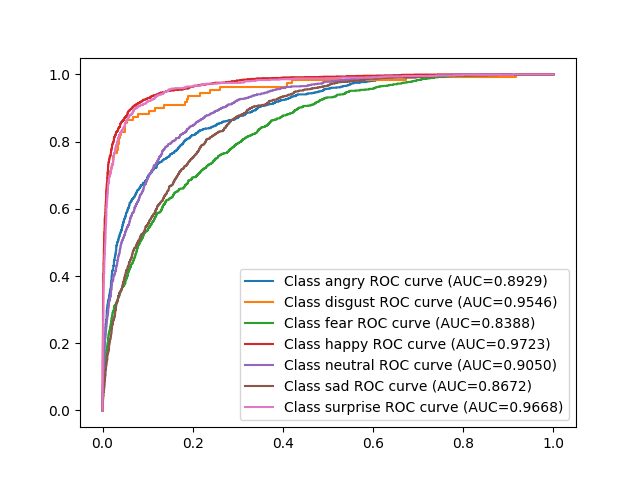 1.0
0.8
0.6
0.4
0.2
0.0
Class angry ROC curve (AUC=0.8929)
Class disgust ROC curve (AUC=0.9546)
Class fear ROC curve (AUC=0.8388)
Class happy ROC curve (AUC=0.9723)
Class neutral ROC curve (AUC=0.9050)
Class sad ROC curve (AUC=0.8672)
Class surprise ROC curve (AUC=0.9668)
0.0 0.2 0.4 0.6 0.8 1.0